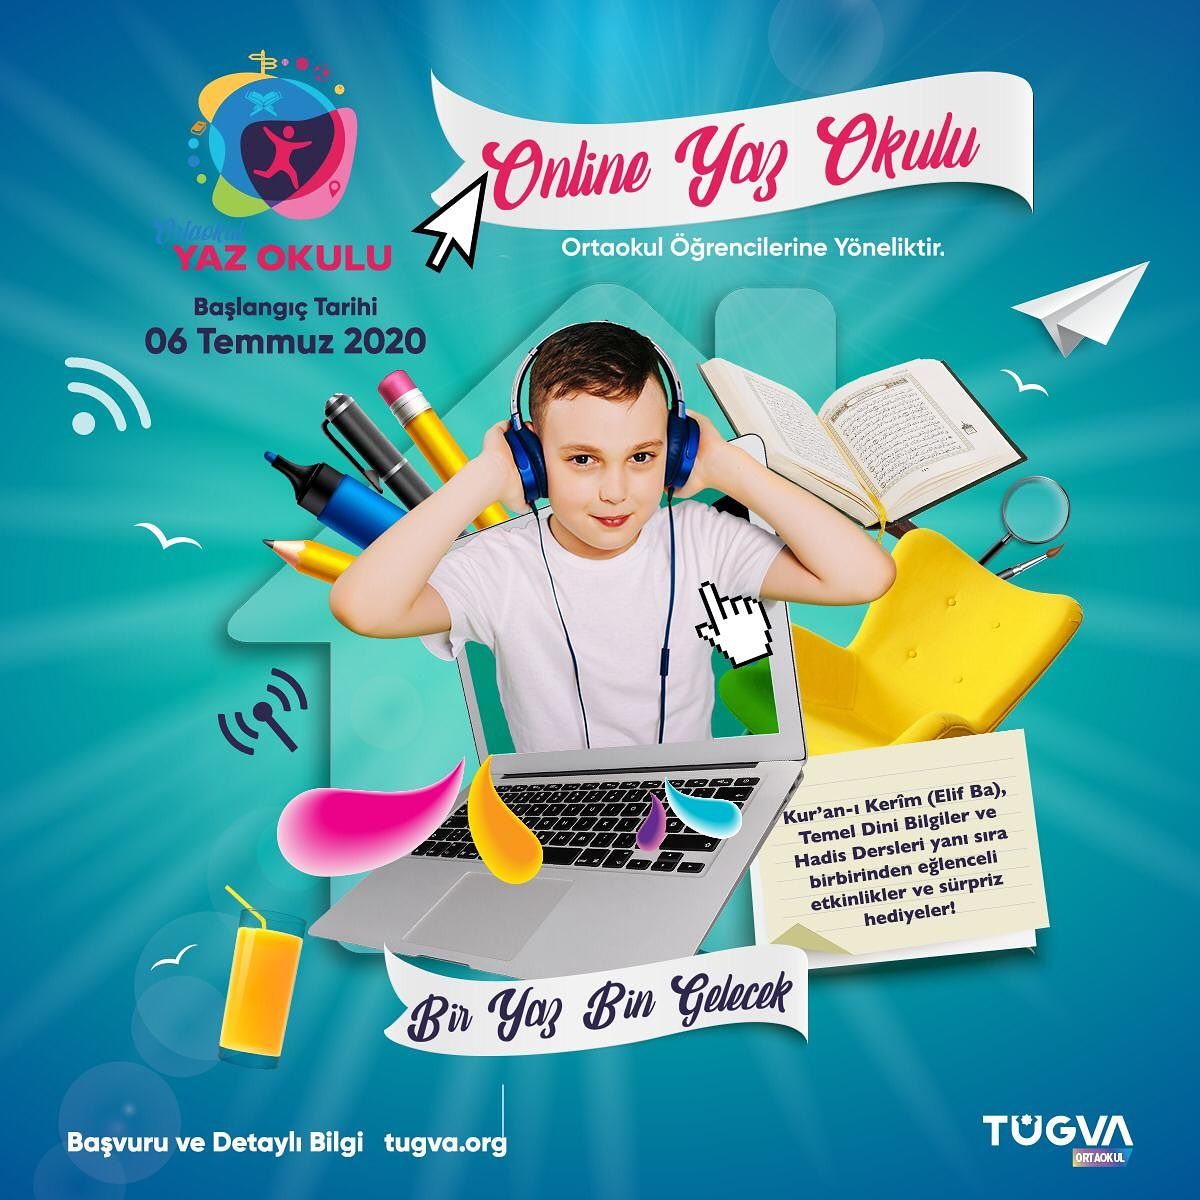 Ortaokul
YAZ OKULU
Başlangıç Tarihi
06 Temmuz 2020
Online Yaz Okulu
Ortaokul Öğrencilerine Yöneliktir.
Kur'an-ı Kerîm (Elif Ba),
Temel Dini Bilgiler ve
Hadis Dersleri yanı sıra
birbirinden eğlenceli
etkinlikler ve sürpriz
hediyeler!
Bir Yaz Bin Gelecek
Başvuru ve Detaylı Bilgi tugva.org
TÜGVA
ORTAOKUL